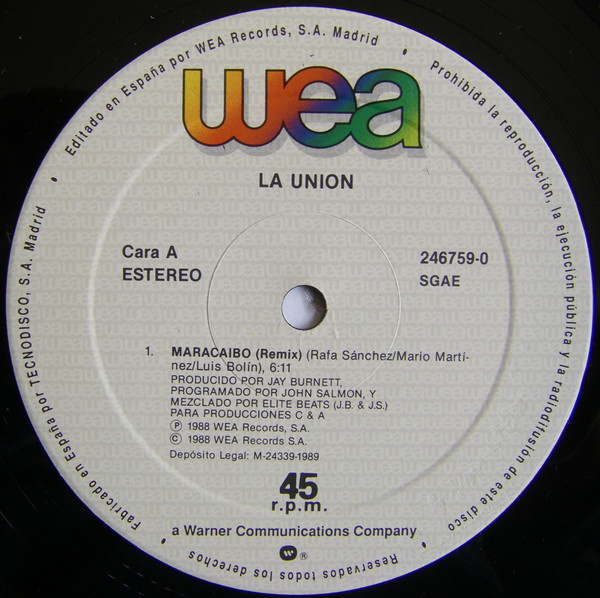 Editado en España por WEA Records, S.A. Madrid
Prohibida la reproducción, la ejecución pública y la radiodifusión de este disco
Reservados todos los derechos
Fabricado en España por TECNODISCO, S.A. Madrid
wea
LA UNION
Cara A
ESTEREO
246759-0
SGAE
1. MARACAIBO (Remix) (Rafa Sánchez/Mario Martí-
nez/Luis Bolín), 6:11
PRODUCIDO POR JAY BURNETT,
PROGRAMADO POR JOHN SALMON, Y
MEZCLADO POR ELITE BEATS (J.B. & J.S.)
PARA PRODUCCIONES C & A
Ⓟ 1988 WEA Records, S.A.
© 1988 WEA Records S.A.
Depósito Legal: M-24339-1989
45
r.p.m.
a Warner Communications Company
®